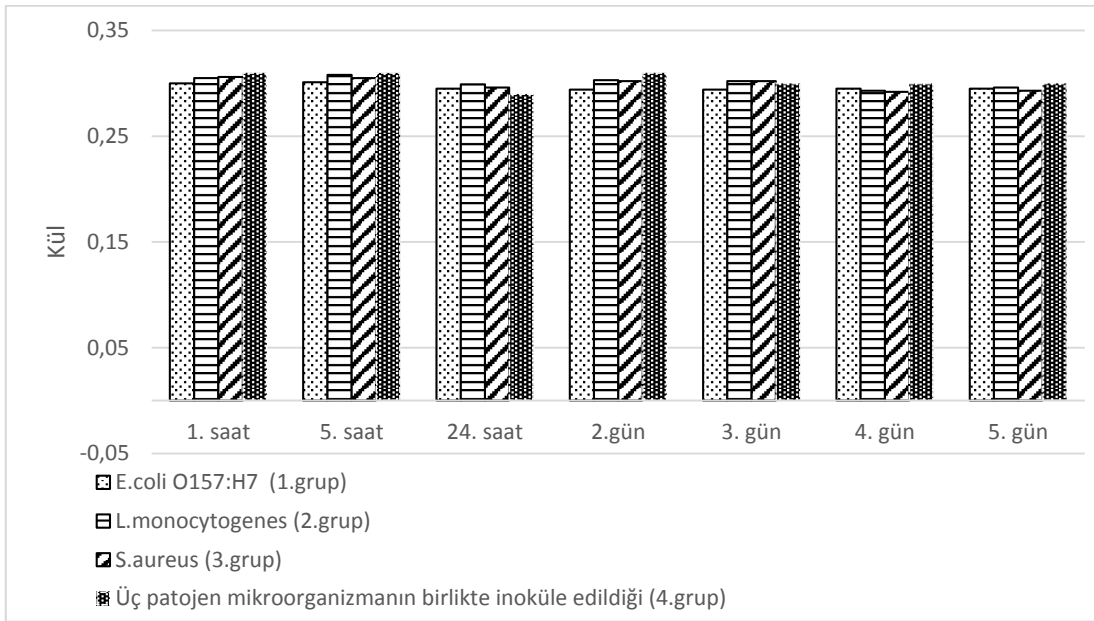 0,35
0,25
0,15
0,05
-0,05
Kül
1. saat 5. saat 24. saat 2.gün 3. gün 4. gün 5. gün
E.coli O157:H7 (1.grup)
L.monocytogenes (2.grup)
S.aureus (3.grup)
Üç patojen mikroorganizmanın birlikte inoküle edildiği (4.grup)